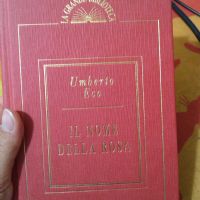 LA GRANDE BIBLIOTECA
Umberto
Eco
IL NOME
DELLA ROSA